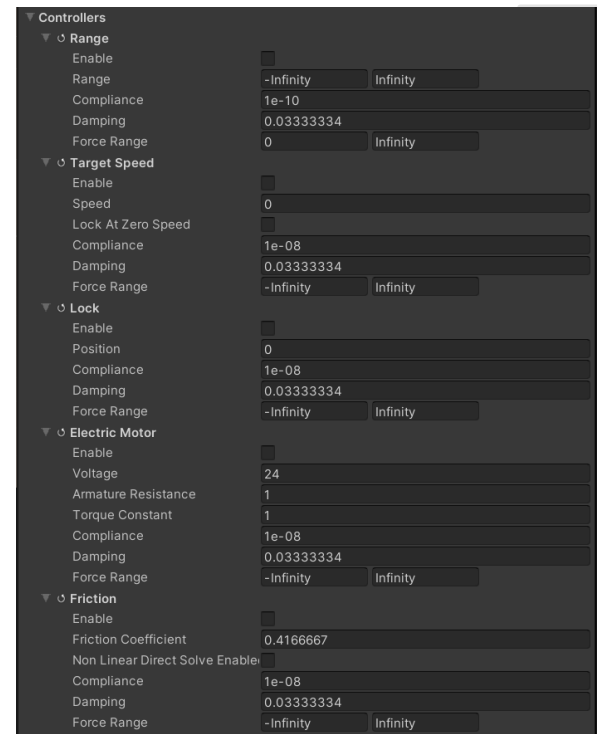 Controllers
Range
Enable
Range -Infinity Infinity
Compliance 1e-10
Damping 0.03333334
Force Range 0 Infinity
Target Speed
Enable
Speed 0
Lock At Zero Speed
Compliance 1e-08
Damping 0.03333334
Force Range -Infinity Infinity
Lock
Enable
Position 0
Compliance 1e-08
Damping 0.03333334
Force Range -Infinity Infinity
Electric Motor
Enable
Voltage 24
Armature Resistance 1
Torque Constant 1
Compliance 1e-08
Damping 0.03333334
Force Range -Infinity Infinity
Friction
Enable
Friction Coefficient 0.4166667
Non Linear Direct Solve Enable
Compliance 1e-08
Damping 0.03333334
Force Range -Infinity Infinity